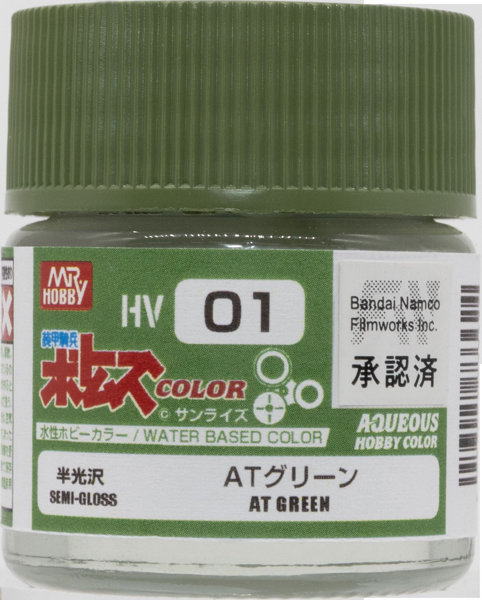 MR.
HOBBY
HV 01
Bandai Namco
Filmworks Inc.
承認済
装甲騎兵
ボトムズ COLOR
© サンライズ
水性ホビーカラー / WATER BASED COLOR
AQUEOUS
HOBBY COLOR
半光沢
SEMI-GLOSS
ATグリーン
AT GREEN